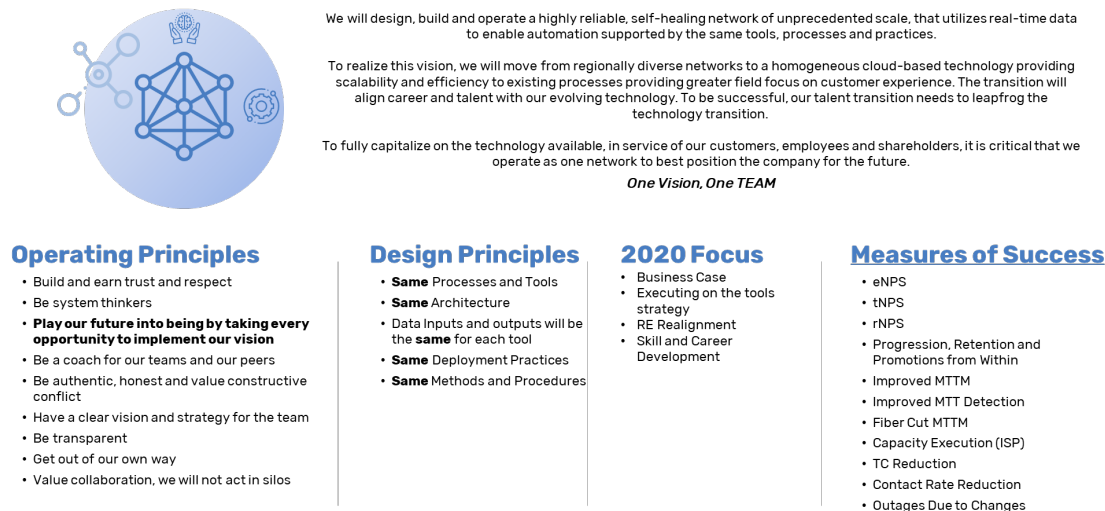 We will design, build and operate a highly reliable, self-healing network of unprecedented scale, that utilizes real-time data
to enable automation supported by the same tools, processes and practices.
To realize this vision, we will move from regionally diverse networks to a homogeneous cloud-based technology providing
scalability and efficiency to existing processes providing greater field focus on customer experience. The transition will
align career and talent with our evolving technology. To be successful, our talent transition needs to leapfrog the
technology transition.
To fully capitalize on the technology available, in service of our customers, employees and shareholders, it is critical that we
operate as one network to best position the company for the future.
One Vision, One TEAM
Operating Principles
• Build and earn trust and respect
• Be system thinkers
• Play our future into being by taking every
opportunity to implement our vision
• Be a coach for our teams and our peers
• Be authentic, honest and value constructive
conflict
• Have a clear vision and strategy for the team
• Be transparent
• Get out of our own way
• Value collaboration, we will not act in silos
Design Principles
• Same Processes and Tools
• Same Architecture
• Data Inputs and outputs will be
the same for each tool
• Same Deployment Practices
• Same Methods and Procedures
2020 Focus
• Business Case
• Executing on the tools
strategy
• RE Realignment
• Skill and Career
Development
Measures of Success
• eNPS
• tNPS
• rNPS
• Progression, Retention and
Promotions from Within
• Improved MTTM
• Improved MTT Detection
• Fiber Cut MTTM
• Capacity Execution (ISP)
• TC Reduction
• Contact Rate Reduction
• Outages Due to Changes